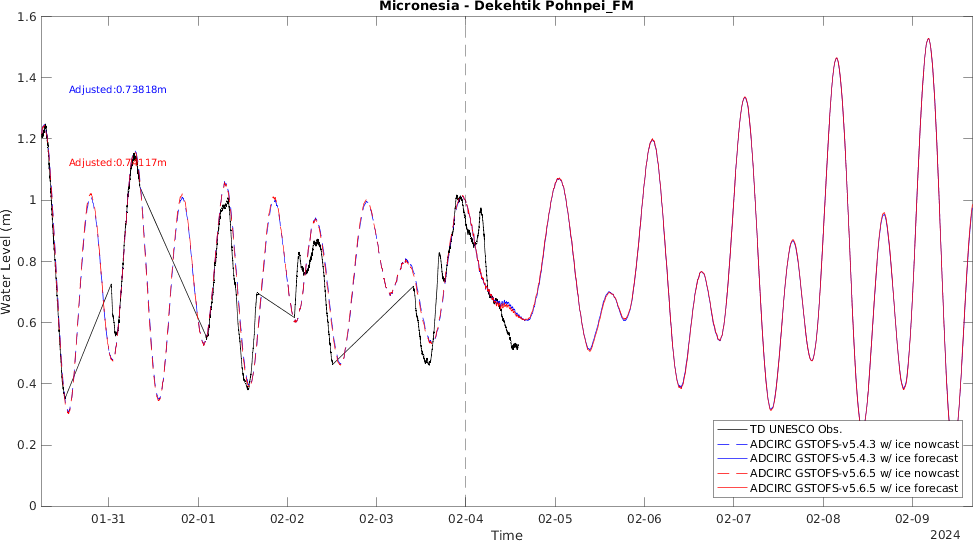 Micronesia - Dekehtik Pohnpei_FM
1.6
1.4
1.2
1
0.8
0.6
0.4
0.2
0
Water Level (m)
Adjusted:0.73818m
TD UNESCO Obs.
ADCIRC GSTOFS-v5.4.3 w/ ice nowcast
ADCIRC GSTOFS-v5.4.3 w/ ice forecast
ADCIRC GSTOFS-v5.6.5 w/ ice nowcast
ADCIRC GSTOFS-v5.6.5 w/ ice forecast
01-31 02-01 02-02 02-03 02-04 02-05 02-06 02-07 02-08 02-09
Time
2024